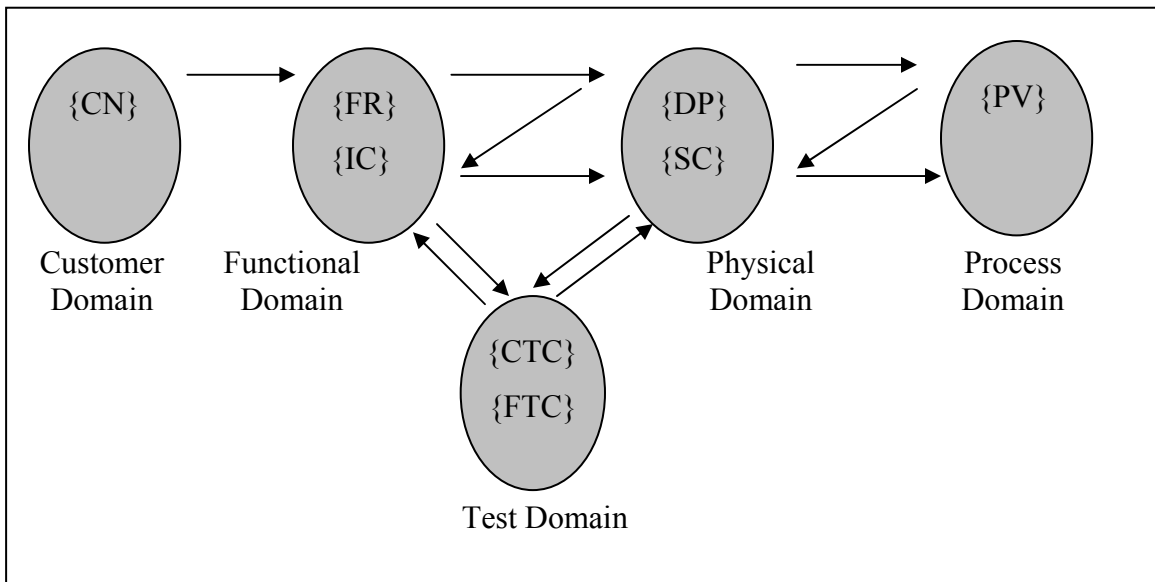 {CN}
{FR}
{IC}
{DP}
{SC}
{PV}
Customer
Domain
Functional
Domain
Physical
Domain
Process
Domain
{CTC}
{FTC}
Test Domain